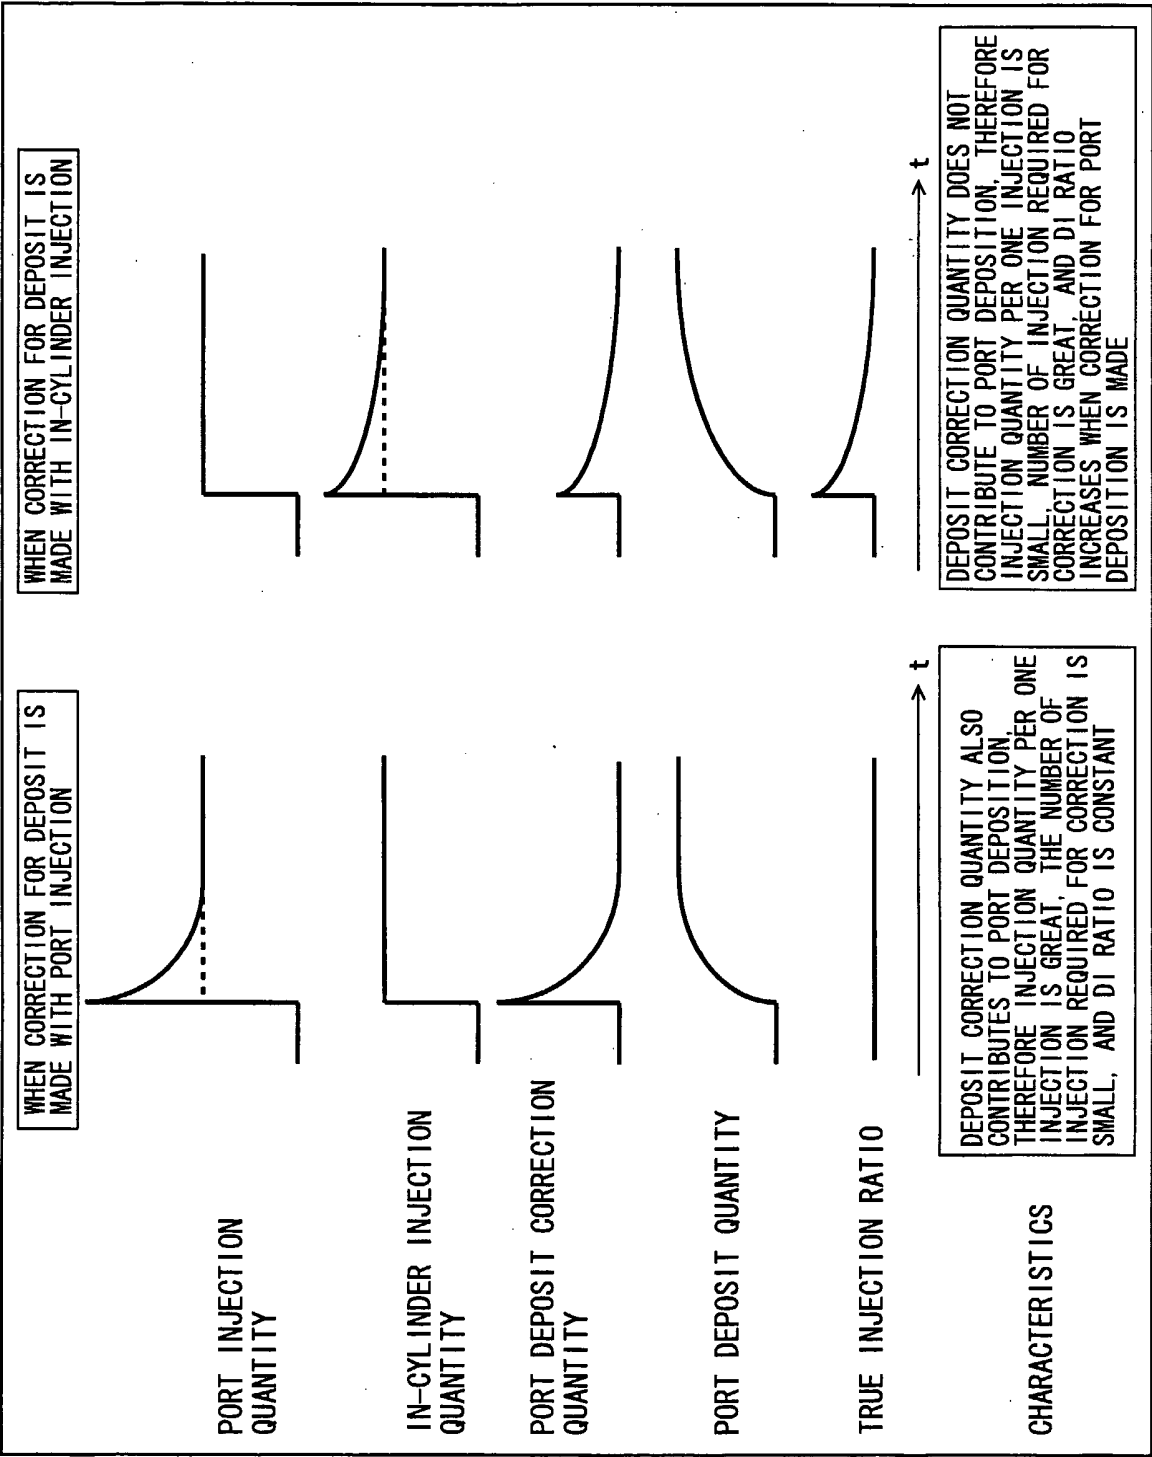 WHEN CORRECTION FOR DEPOSIT IS
MADE WITH PORT INJECTION
WHEN CORRECTION FOR DEPOSIT IS
MADE WITH IN-CYLINDER INJECTION
PORT INJECTION
QUANTITY
IN-CYLINDER INJECTION
QUANTITY
PORT DEPOSIT CORRECTION
QUANTITY
PORT DEPOSIT QUANTITY
TRUE INJECTION RATIO
t
t
CHARACTERISTICS
DEPOSIT CORRECTION QUANTITY ALSO
CONTRIBUTES TO PORT DEPOSITION,
THEREFORE INJECTION QUANTITY PER ONE
INJECTION IS GREAT, THE NUMBER OF
INJECTION REQUIRED FOR CORRECTION IS
SMALL, AND DI RATIO IS CONSTANT
DEPOSIT CORRECTION QUANTITY DOES NOT
CONTRIBUTE TO PORT DEPOSITION, THEREFORE
INJECTION QUANTITY PER ONE INJECTION IS
SMALL, NUMBER OF INJECTION REQUIRED FOR
CORRECTION IS GREAT, AND DI RATIO
INCREASES WHEN CORRECTION FOR PORT
DEPOSITION IS MADE